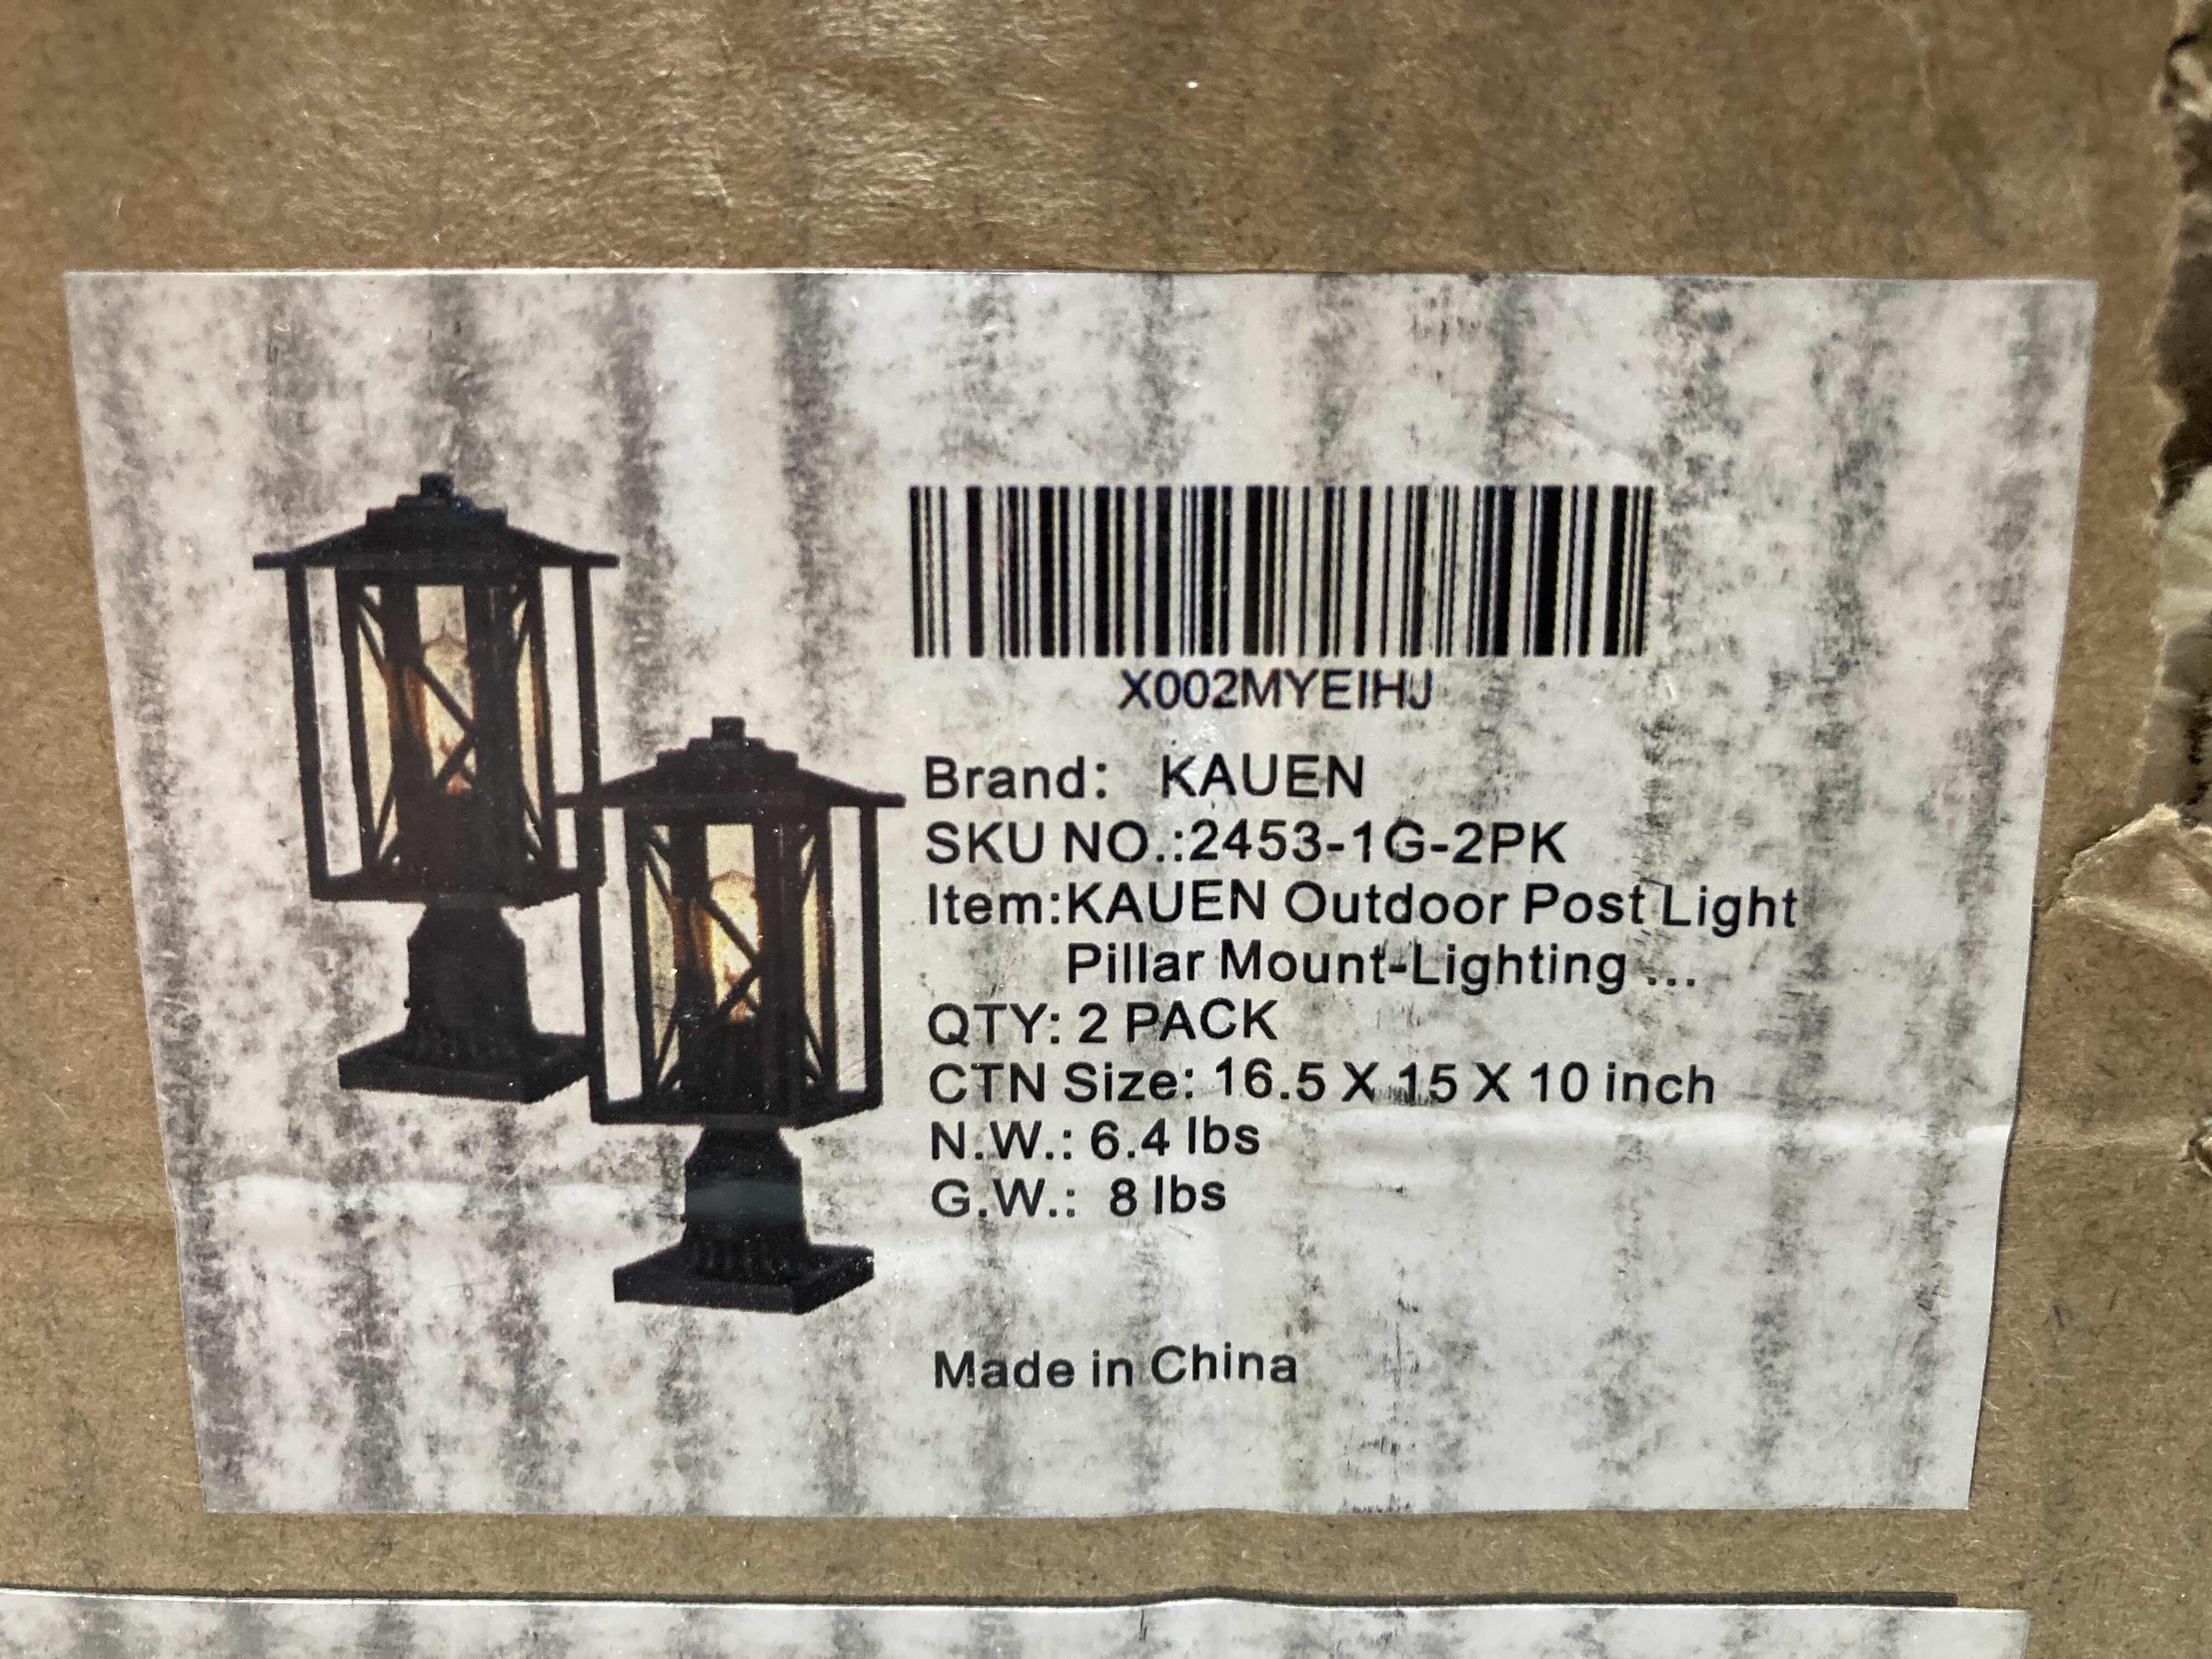 X002MYEIHJ
Brand: KAUEN
SKU NO.:2453-1G-2PK
Item:KAUEN Outdoor Post Light
Pillar Mount-Lighting ...
QTY: 2 PACK
CTN Size: 16.5 X 15 X 10 inch
N.W.: 6.4 lbs
G.W.: 8 lbs
Made in China